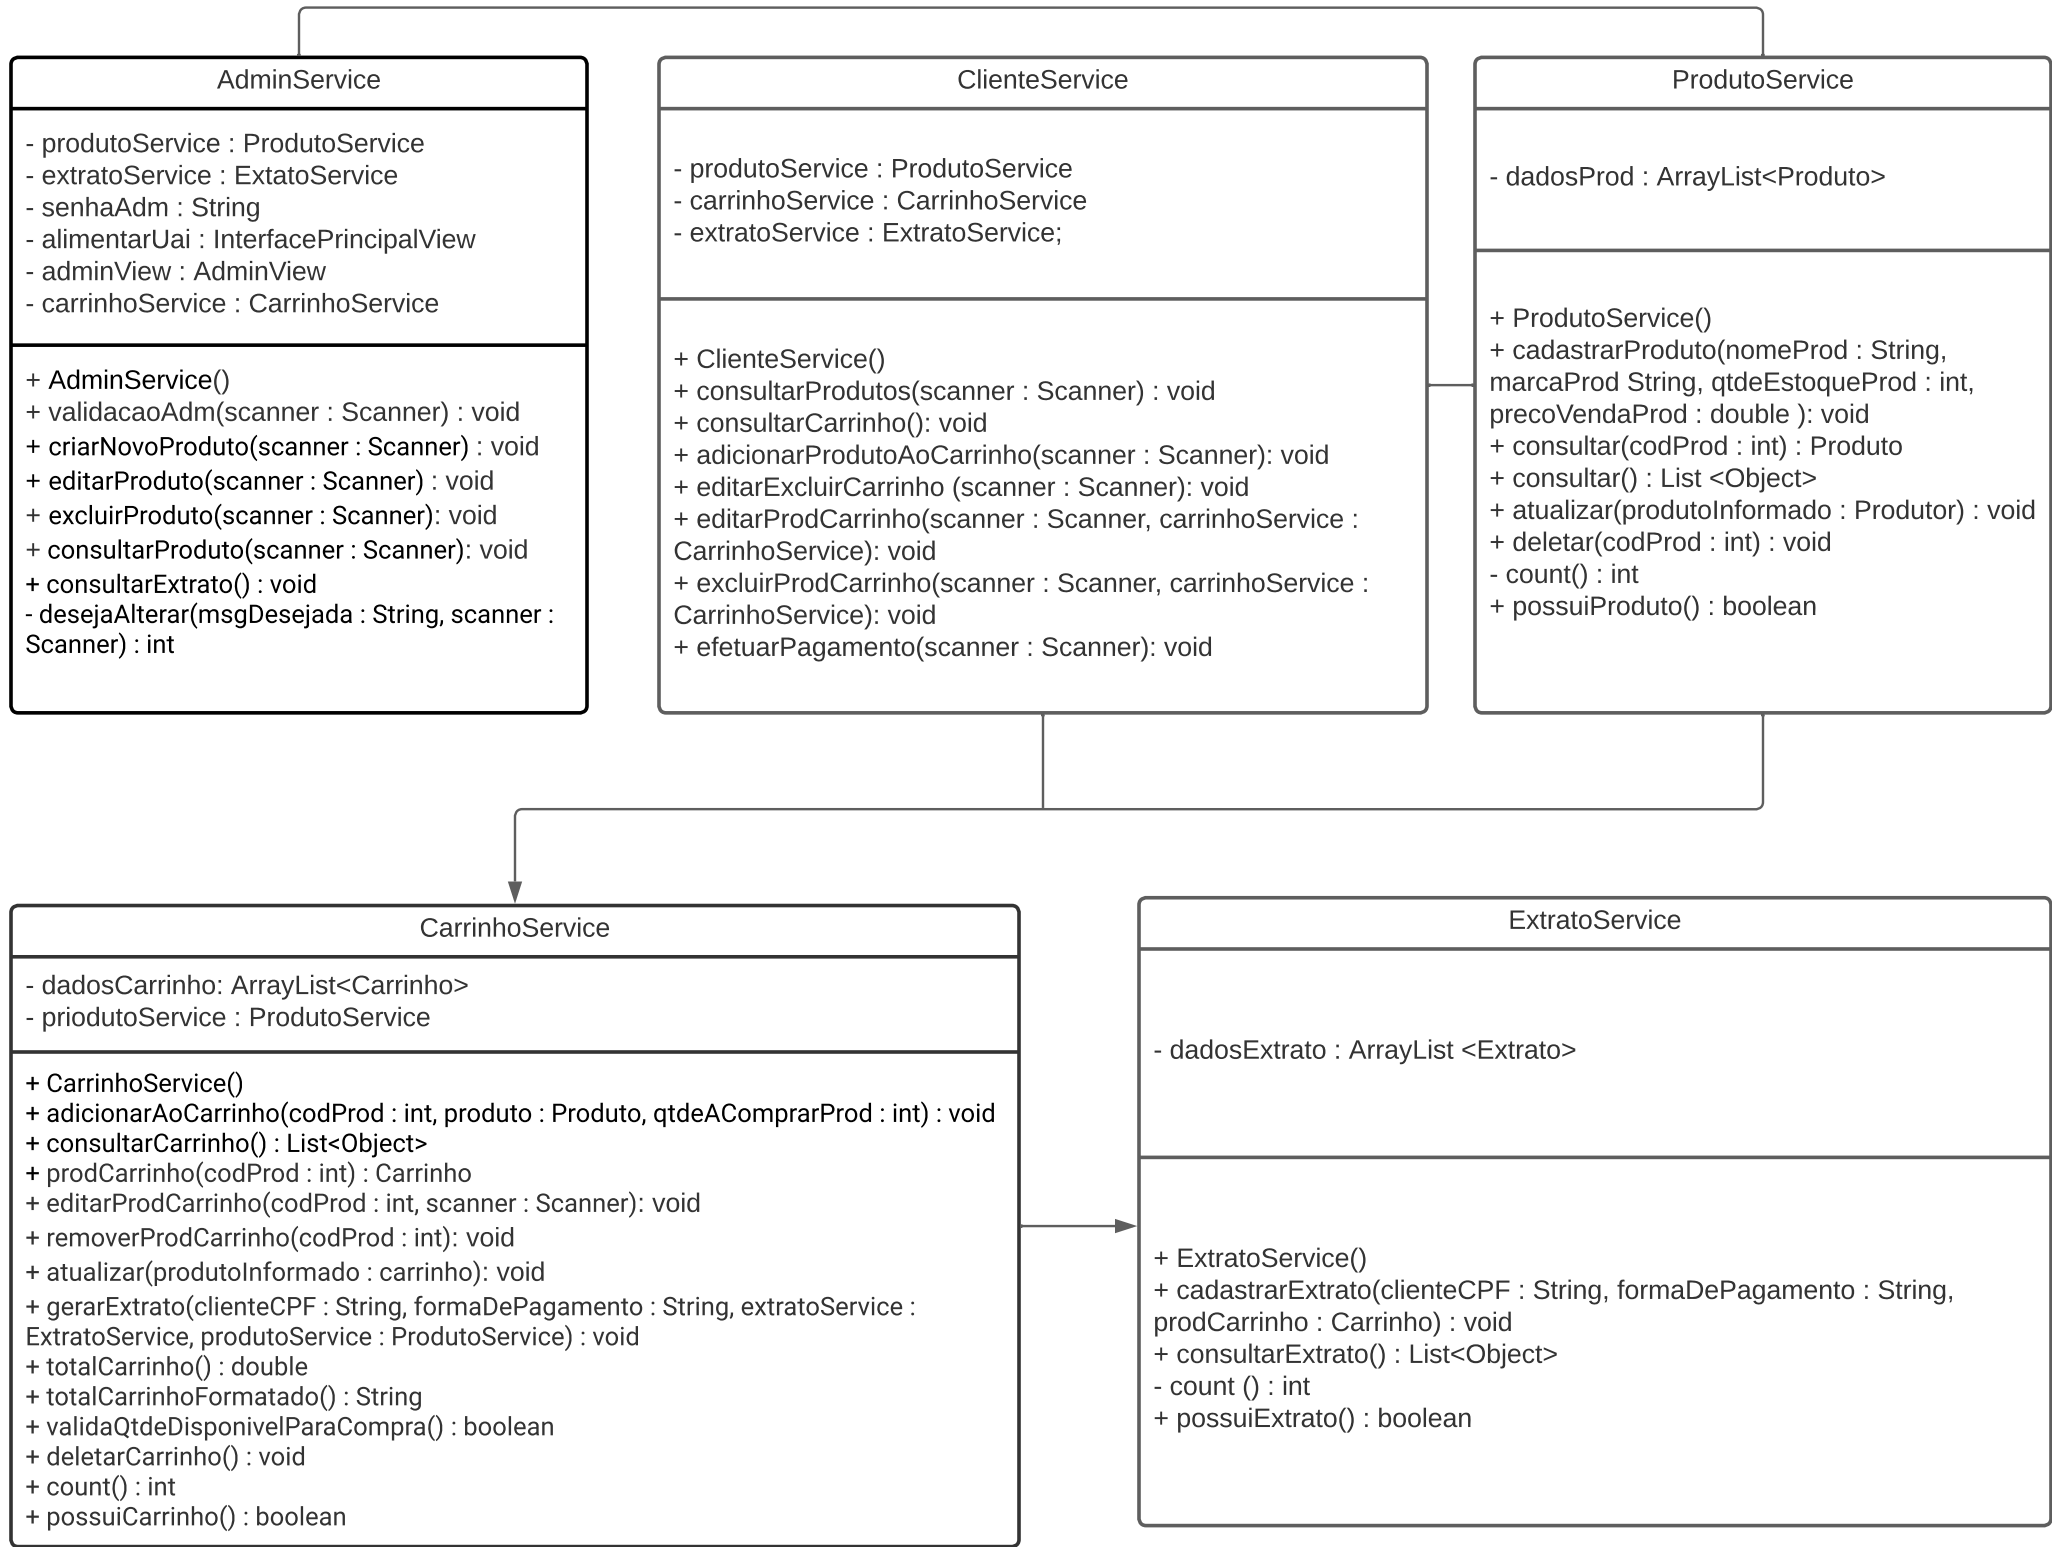 AdminService
- produtoService : ProdutoService
- extratoService : ExtatoService
- senhaAdm : String
- alimentarUai : InterfacePrincipalView
- adminView : AdminView
- carrinhoService : CarrinhoService
+ AdminService()
+ validacaoAdm(scanner : Scanner) : void
+ criarNovoProduto(scanner : Scanner) : void
+ editarProduto(scanner : Scanner) : void
+ excluirProduto(scanner : Scanner): void
+ consultarProduto(scanner : Scanner): void
+ consultarExtrato() : void
- desejaAlterar(msgDesejada : String, scanner :
Scanner) : int
ClienteService
- produtoService : ProdutoService
- carrinhoService : CarrinhoService
- extratoService : ExtratoService;
+ ClienteService()
+ consultarProdutos(scanner : Scanner) : void
+ consultarCarrinho(): void
+ adicionarProdutoAoCarrinho(scanner : Scanner): void
+ editarExcluirCarrinho (scanner : Scanner): void
+ editarProdCarrinho(scanner : Scanner, carrinhoService :
CarrinhoService): void
+ excluirProdCarrinho(scanner : Scanner, carrinhoService :
CarrinhoService): void
+ efetuarPagamento(scanner : Scanner): void
ProdutoService
- dadosProd : ArrayList<Produto>
+ ProdutoService()
+ cadastrarProduto(nomeProd : String,
marcaProd String, qtdeEstoqueProd : int,
precoVendaProd : double ): void
+ consultar(codProd : int) : Produto
+ consultar() : List <Object>
+ atualizar(produtoInformado : Produtor) : void
+ deletar(codProd : int) : void
- count() : int
+ possuiProduto() : boolean
CarrinhoService
- dadosCarrinho: ArrayList<Carrinho>
- priodutoService : ProdutoService
+ CarrinhoService()
+ adicionarAoCarrinho(codProd : int, produto : Produto, qtdeAComprarProd : int) : void
+ consultarCarrinho() : List<Object>
+ prodCarrinho(codProd : int) : Carrinho
+ editarProdCarrinho(codProd : int, scanner : Scanner): void
+ removerProdCarrinho(codProd : int): void
+ atualizar(produtoInformado : carrinho): void
+ gerarExtrato(clienteCPF : String, formaDePagamento : String, extratoService :
ExtratoService, produtoService : ProdutoService) : void
+ totalCarrinho() : double
+ totalCarrinhoFormatado() : String
+ validaQtdeDisponivelParaCompra() : boolean
+ deletarCarrinho() : void
+ count() : int
+ possuiCarrinho() : boolean
ExtratoService
- dadosExtrato : ArrayList <Extrato>
+ ExtratoService()
+ cadastrarExtrato(clienteCPF : String, formaDePagamento : String,
prodCarrinho : Carrinho) : void
+ consultarExtrato() : List<Object>
- count () : int
+ possuiExtrato() : boolean